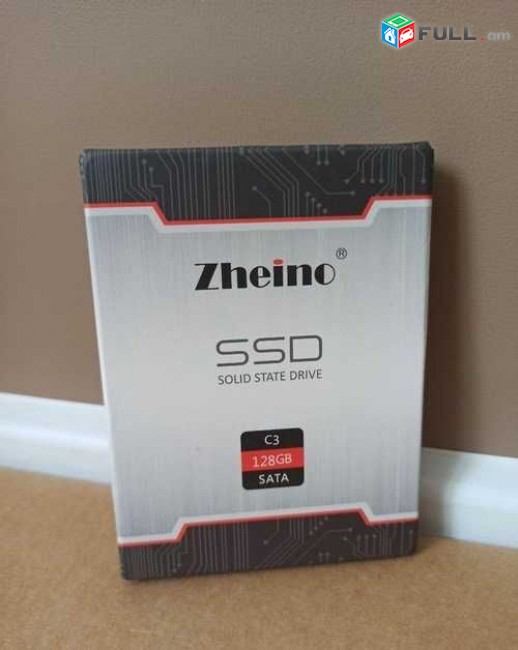 FULL.am
Zheino®
SSD
SOLID STATE DRIVE
C3
128GB
SATA